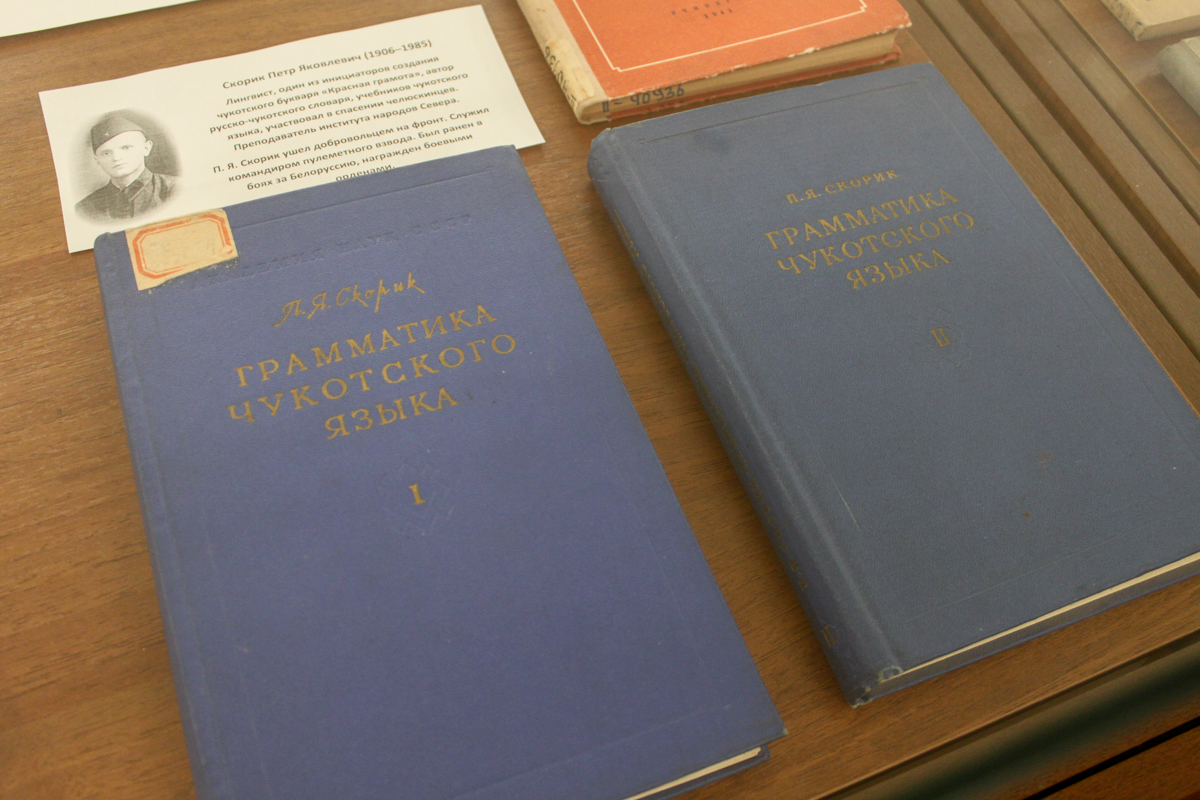 Скорик Петр Яковлевич (1906–1985)
Лингвист, один из инициаторов создания
чукотского букваря «Красная грамота», автор
русско-чукотского словаря, учебников чукотского
языка, участвовал в спасении челюскинцев.
Преподаватель института народов Севера.
П. Я. Скорик ушел добровольцем на фронт. Служил
командиром пулеметного взвода. Был ранен в
боях за Белоруссию, награжден боевыми
орденами.
П-40936
П.Я.Скорик
ГРАММАТИКА
ЧУКОТСКОГО
ЯЗЫКА
I
П.Я.СКОРИК
ГРАММАТИКА
ЧУКОТСКОГО
ЯЗЫКА
II